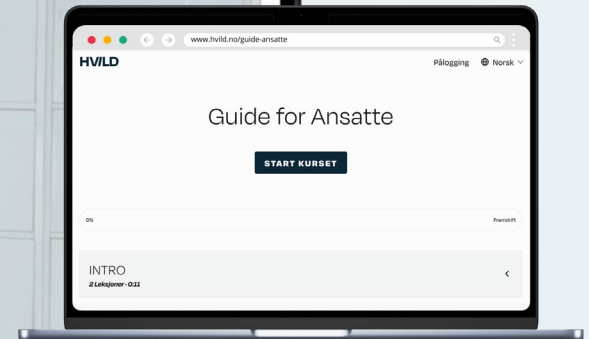 www.hvild.no/guide-ansatte
HVILD
Pålogging
Norsk
Guide for Ansatte
START KURSET
0%
Fremdrift
INTRO
2 Leksjoner · 0:11